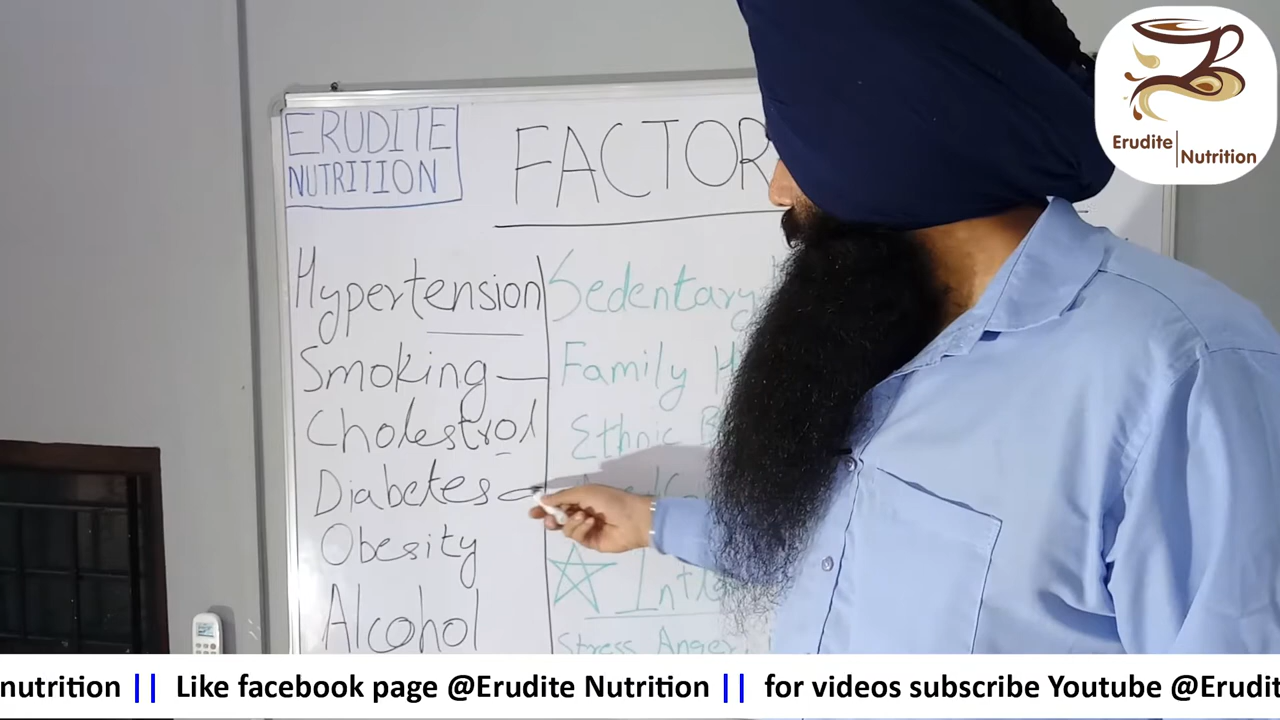 ERUDITE
NUTRITION
FACTOR
Hypertension
Smoking
Cholestrol
Diabetes
Obesity
Alcohol
Sedentary
Family
Ethnic
Stress Anger
Erudite
Nutrition
nutrition || Like facebook page @Erudite Nutrition || for videos subscribe Youtube @Erudit